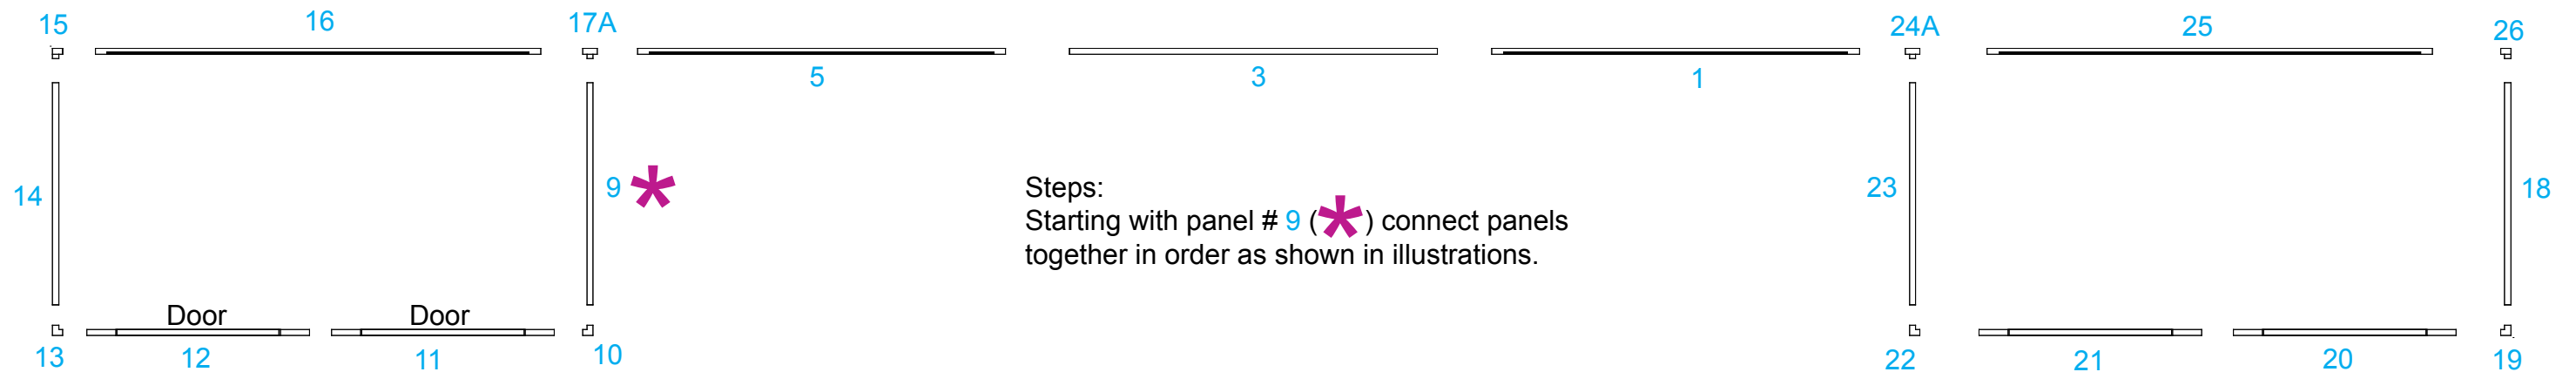 15 16 17A 24A 25 26
5 3 1
14 9 * 23 18
Steps:
Starting with panel # 9 (*) connect panels
together in order as shown in illustrations.
Door Door
13 12 11 10 22 21 20 19